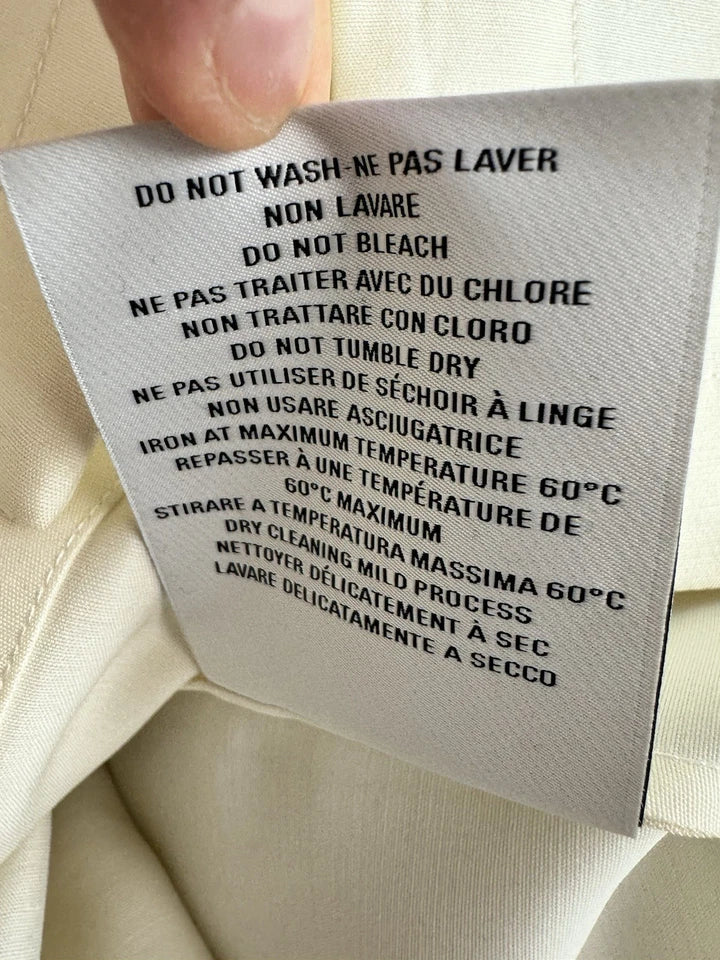 DO NOT WASH-NE PAS LAVER
NON LAVARE
DO NOT BLEACH
NE PAS TRAITER AVEC DU CHLORE
NON TRATTARE CON CLORO
DO NOT TUMBLE DRY
NE PAS UTILISER DE SÉCHOIR À LINGE
NON USARE ASCIUGATRICE
IRON AT MAXIMUM TEMPERATURE 60°C
REPASSER À UNE TEMPÉRATURE DE
60°C MAXIMUM
STIRARE A TEMPERATURA MASSIMA 60°C
DRY CLEANING MILD PROCESS
NETTOYER DÉLICATEMENT À SEC
LAVARE DELICATAMENTE A SECCO